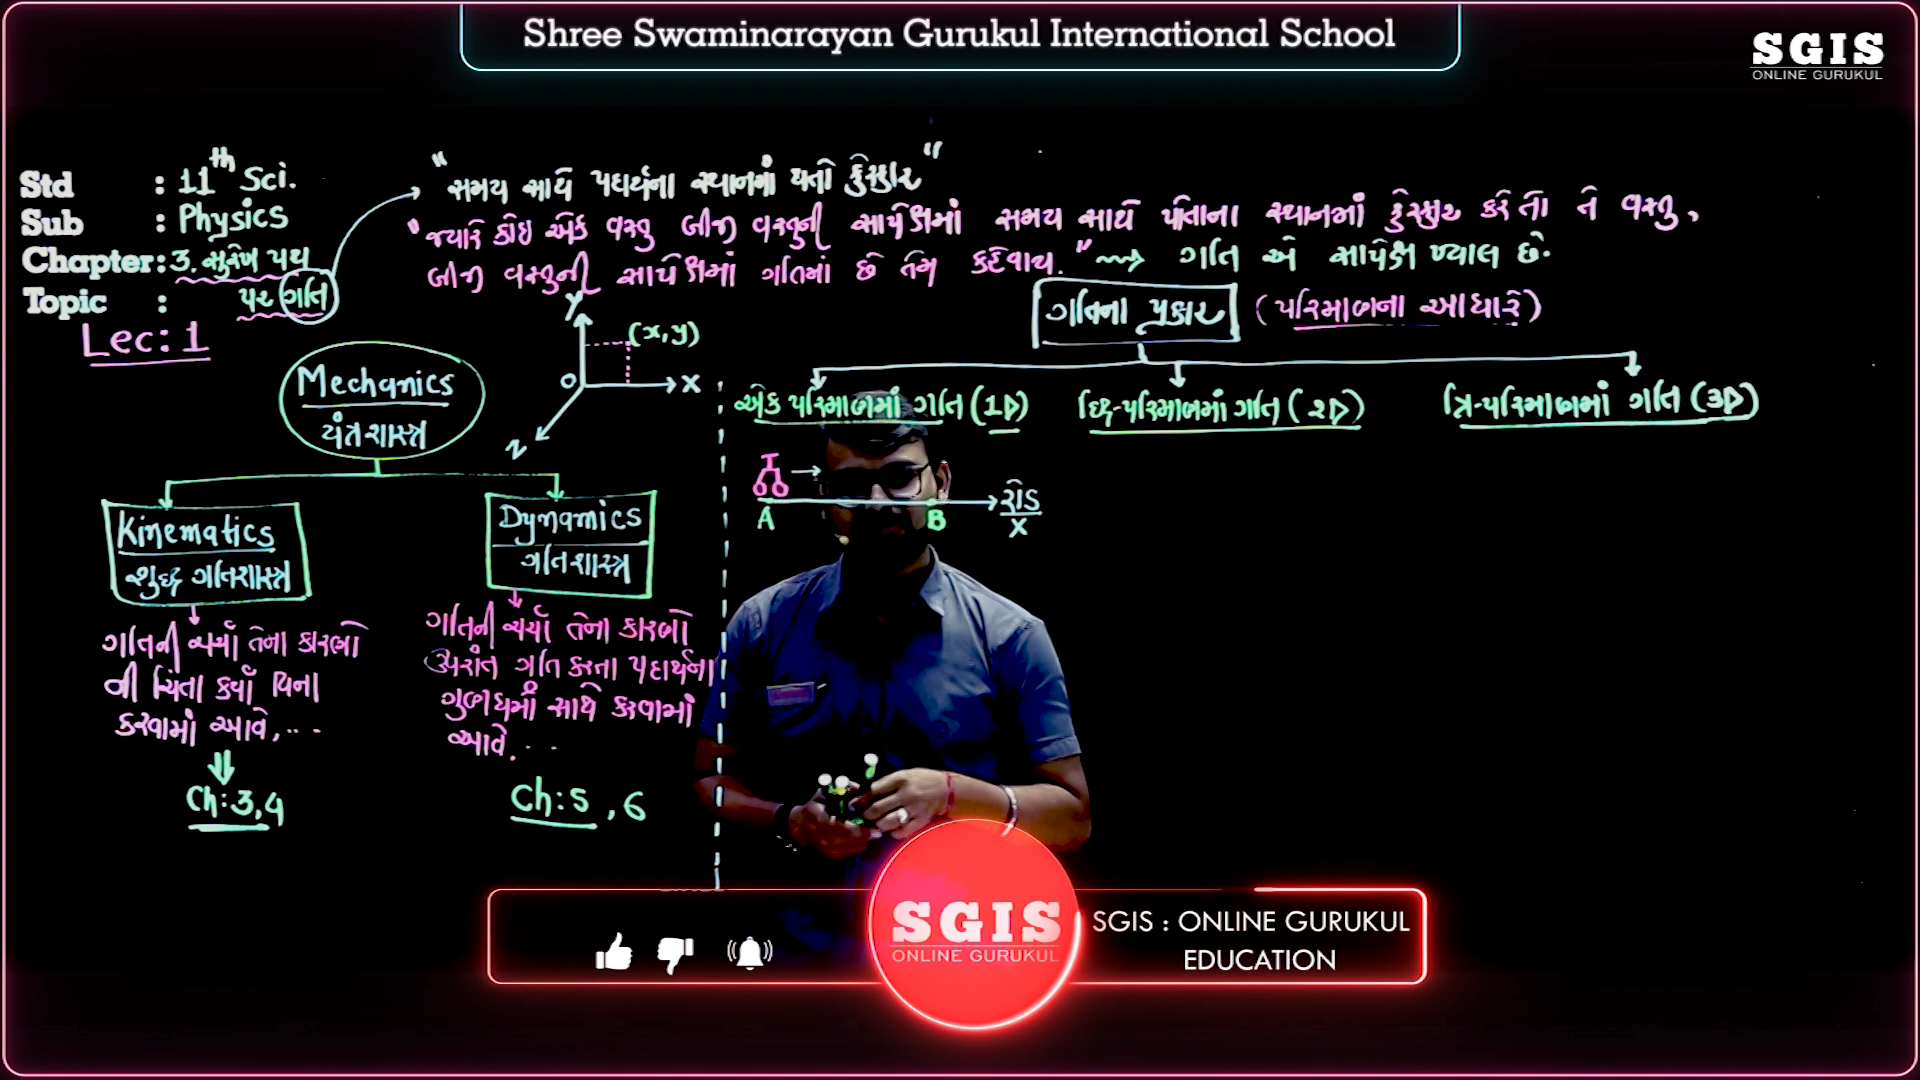 Shree Swaminarayan Gurukul International School
SGIS
ONLINE GURUKUL
Std : 11th Sci.
Sub : Physics
Chapter : 3. સુરેખ પથ
Topic : પર ગતિ
Lec: 1
"સમય સાથે પદાર્થના સ્થાનમાં થતો ફેરફાર"
"જ્યારે કોઇ એક વસ્તુ બીજી વસ્તુની સાપેક્ષમાં સમય સાથે પોતાના સ્થાનમાં ફેરફાર કરે તો તે વસ્તુ,
બીજી વસ્તુની સાપેક્ષમાં ગતિમાં છે તેમ કહેવાય." ⇝ ગતિ એ સાપેક્ષ ખ્યાલ છે.
ગતિના પ્રકાર (પરિમાણના આધારે)
Y
(x,y)
O X
Z
Mechanics
યંત્રશાસ્ત્ર
એક પરિમાણમાં ગતિ (1D) દ્વિ-પરિમાણમાં ગતિ (2D) ત્રિ-પરિમાણમાં ગતિ (3D)
A B રોડ
X
Kinematics
શુદ્ધ ગતિશાસ્ત્ર
Dynamics
ગતિશાસ્ત્ર
ગતિની ચર્ચા તેના કારણો
ની ચિંતા કર્યા વિના
કરવામાં આવે,...
Ch:3,4
ગતિની ચર્ચા તેના કારણો
ઉપરાંત ગતિ કરતા પદાર્થના
ગુણધર્મો સાથે કરવામાં
આવે...
Ch:5,6
SGIS
ONLINE GURUKUL
SGIS : ONLINE GURUKUL
EDUCATION